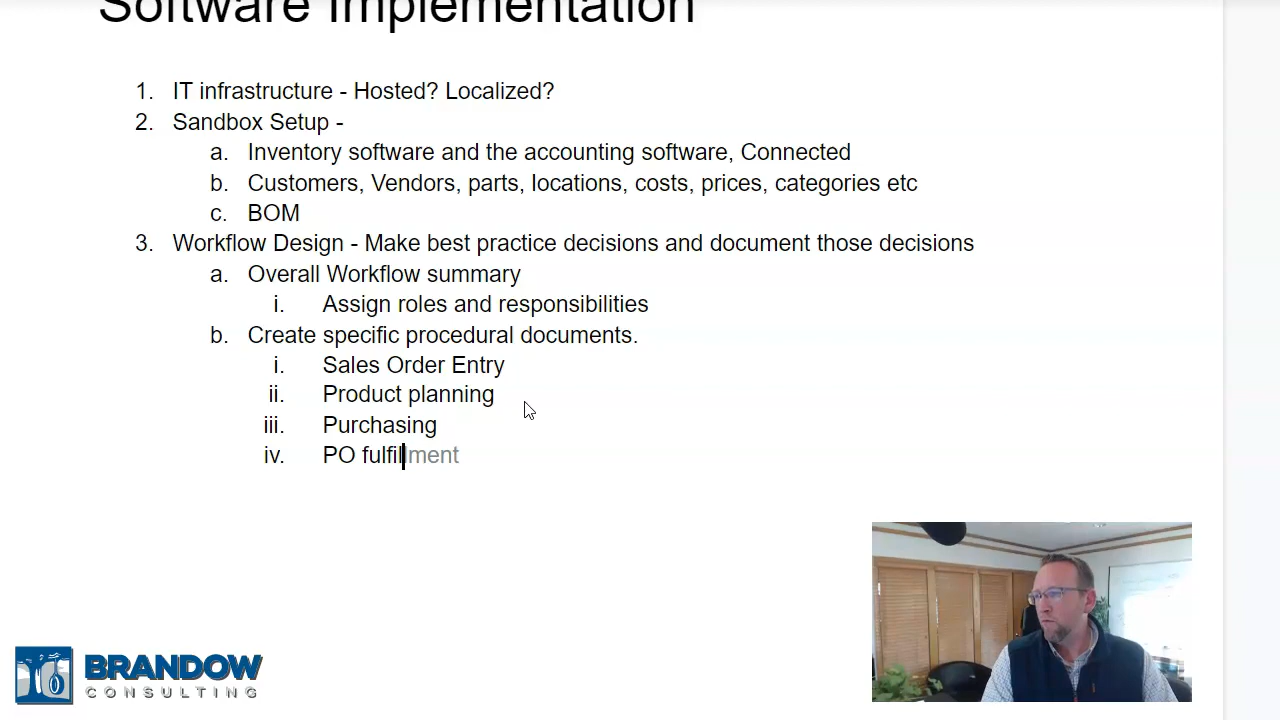 Software Implementation
1. IT infrastructure - Hosted? Localized?
2. Sandbox Setup -
a. Inventory software and the accounting software, Connected
b. Customers, Vendors, parts, locations, costs, prices, categories etc
c. BOM
3. Workflow Design - Make best practice decisions and document those decisions
a. Overall Workflow summary
i. Assign roles and responsibilities
b. Create specific procedural documents.
i. Sales Order Entry
ii. Product planning
iii. Purchasing
iv. PO fulfillment
BRANDOW
CONSULTING